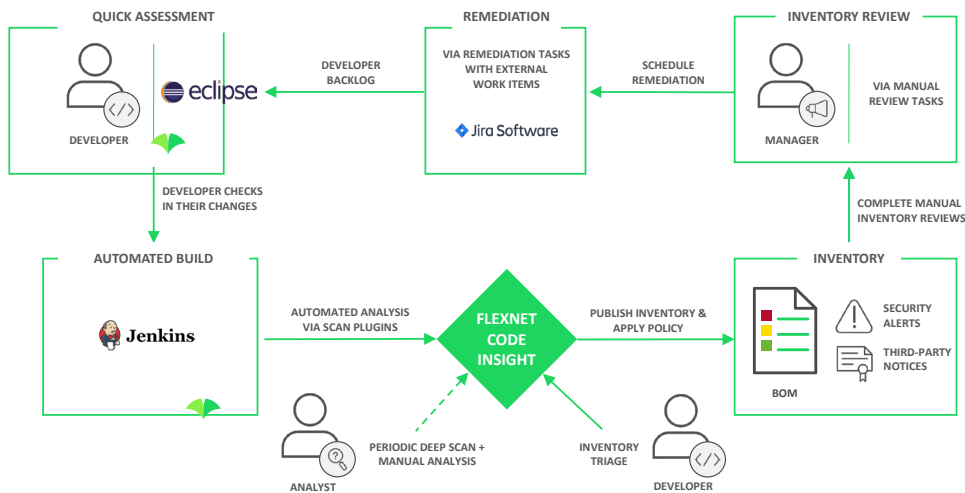 QUICK ASSESSMENT
DEVELOPER
eclipse
DEVELOPER
BACKLOG
REMEDIATION
VIA REMEDIATION TASKS
WITH EXTERNAL
WORK ITEMS
Jira Software
SCHEDULE
REMEDIATION
INVENTORY REVIEW
MANAGER
VIA MANUAL
REVIEW TASKS
DEVELOPER CHECKS
IN THEIR CHANGES
COMPLETE MANUAL
INVENTORY REVIEWS
AUTOMATED BUILD
Jenkins
AUTOMATED ANALYSIS
VIA SCAN PLUGINS
FLEXNET
CODE
INSIGHT
PUBLISH INVENTORY &
APPLY POLICY
INVENTORY
BOM
SECURITY
ALERTS
THIRD-PARTY
NOTICES
ANALYST
PERIODIC DEEP SCAN +
MANUAL ANALYSIS
INVENTORY
TRIAGE
DEVELOPER